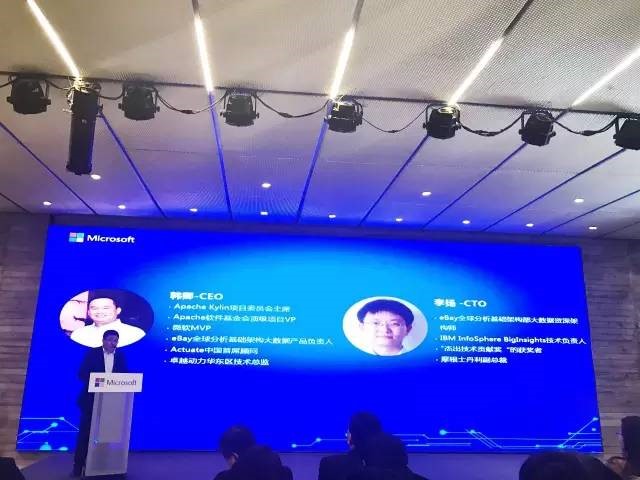 Microsoft
韩卿-CEO
Apache Kylin项目委员会主席
Apache软件基金会顶级项目VP
微软MVP
eBay全球分析基础架构大数据产品负责人
Actuate中国首席顾问
卓越动力华东区技术总监
李扬 -CTO
eBay全球分析基础架构部大数据资深架
构师
IBM InfoSphere BigInsights技术负责人
“杰出技术贡献奖 “的获奖者
摩根士丹利副总裁
Microsoft